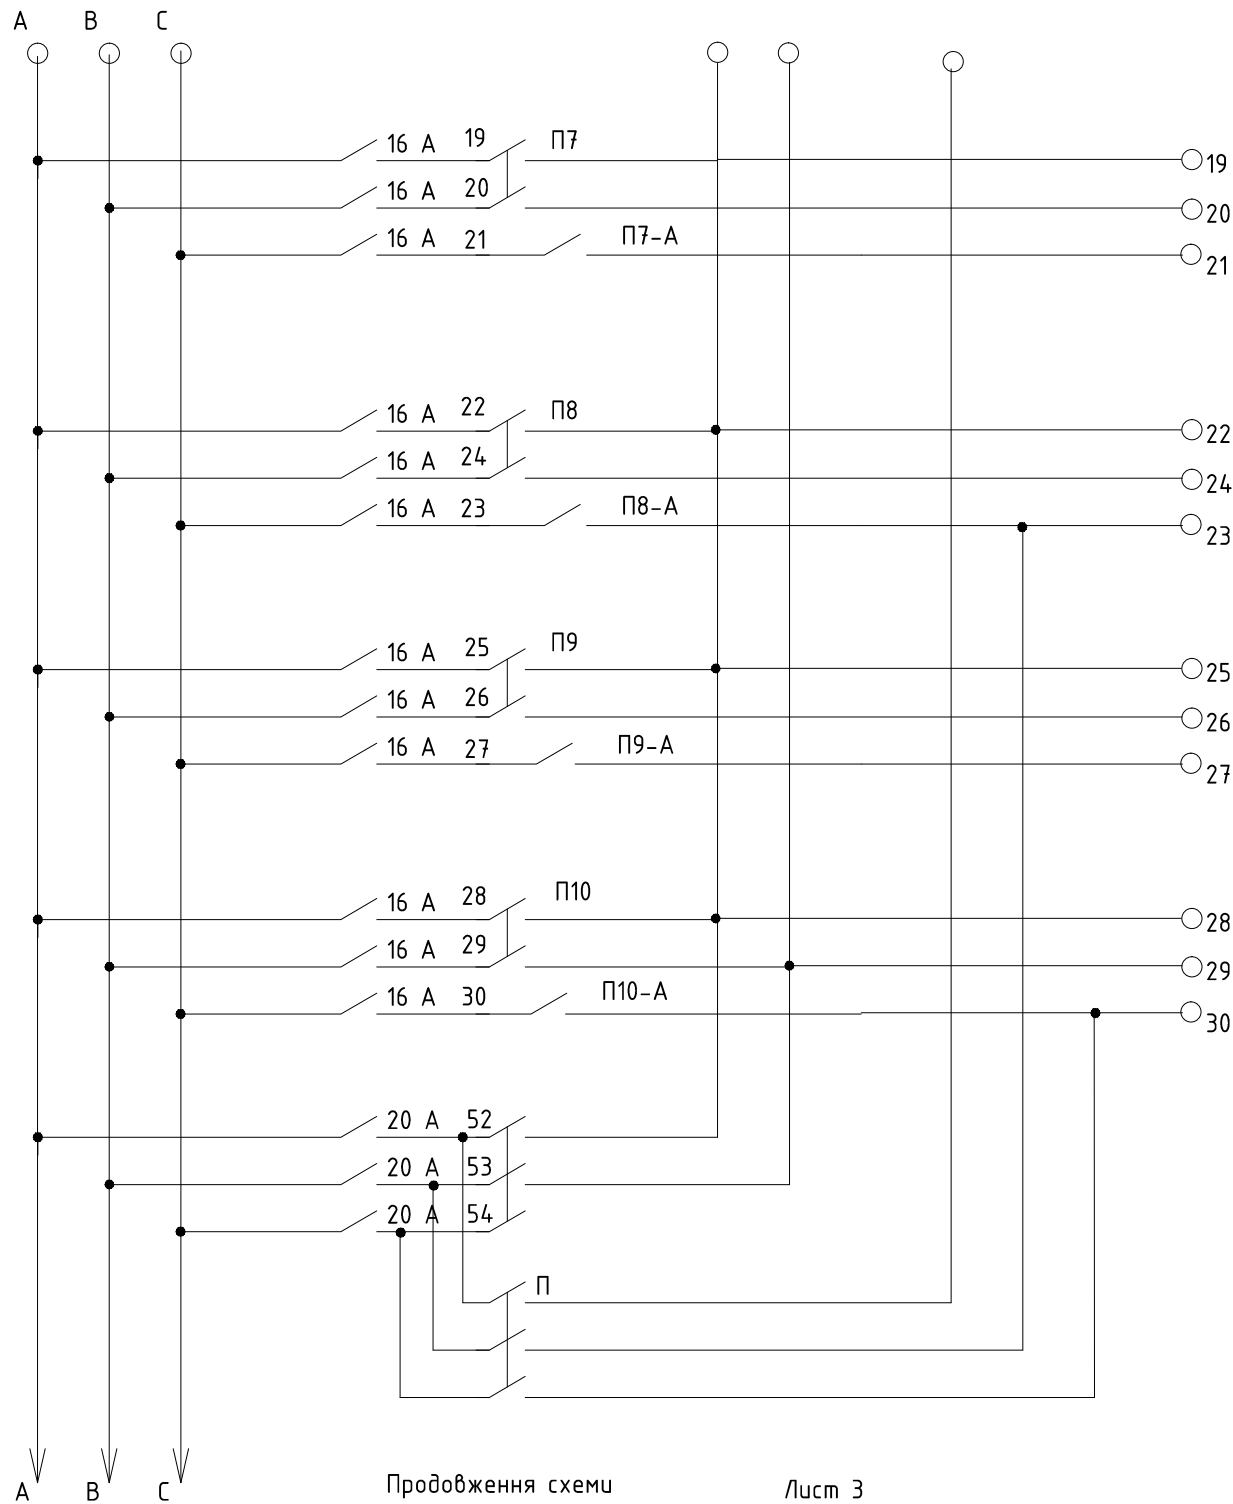 А В С
16 А 19 П7 19
16 А 20 20
16 А 21 П7-А 21
16 А 22 П8 22
16 А 24 24
16 А 23 П8-А 23
16 А 25 П9 25
16 А 26 26
16 А 27 П9-А 27
16 А 28 П10 28
16 А 29 29
16 А 30 П10-А 30
20 А 52
20 А 53
20 А 54
П
А В С
Продовження схеми Лист 3